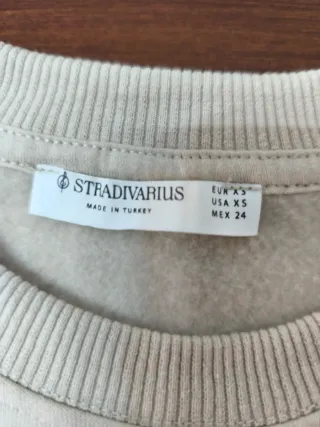 STRADIVARIUS
MADE IN TURKEY
EUR XS
USA XS
MEX 24